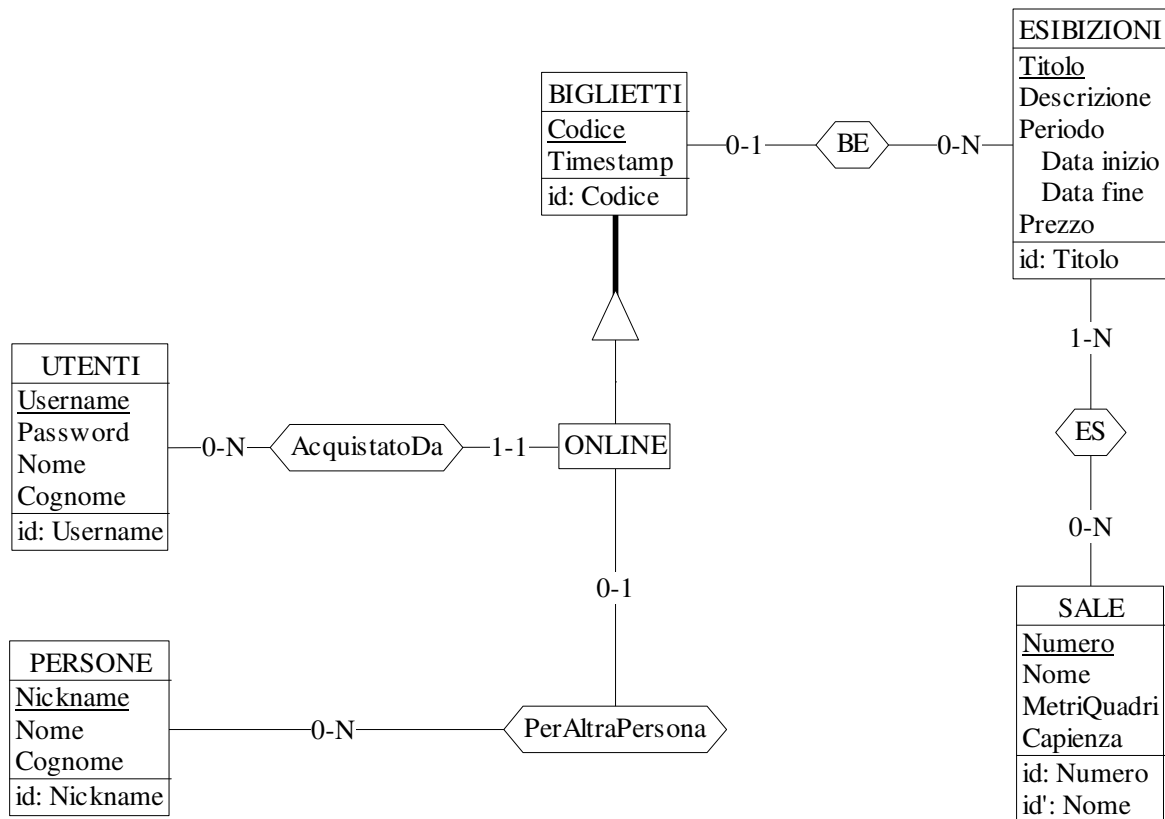 ESIBIZIONI
Titolo
Descrizione
Periodo
Data inizio
Data fine
Prezzo
id: Titolo
BIGLIETTI
Codice
Timestamp
id: Codice
0-1
BE
0-N
1-N
ES
0-N
UTENTI
Username
Password
Nome
Cognome
id: Username
0-N
AcquistatoDa
1-1
ONLINE
0-1
SALE
Numero
Nome
MetriQuadri
Capienza
id: Numero
id': Nome
PERSONE
Nickname
Nome
Cognome
id: Nickname
0-N
PerAltraPersona